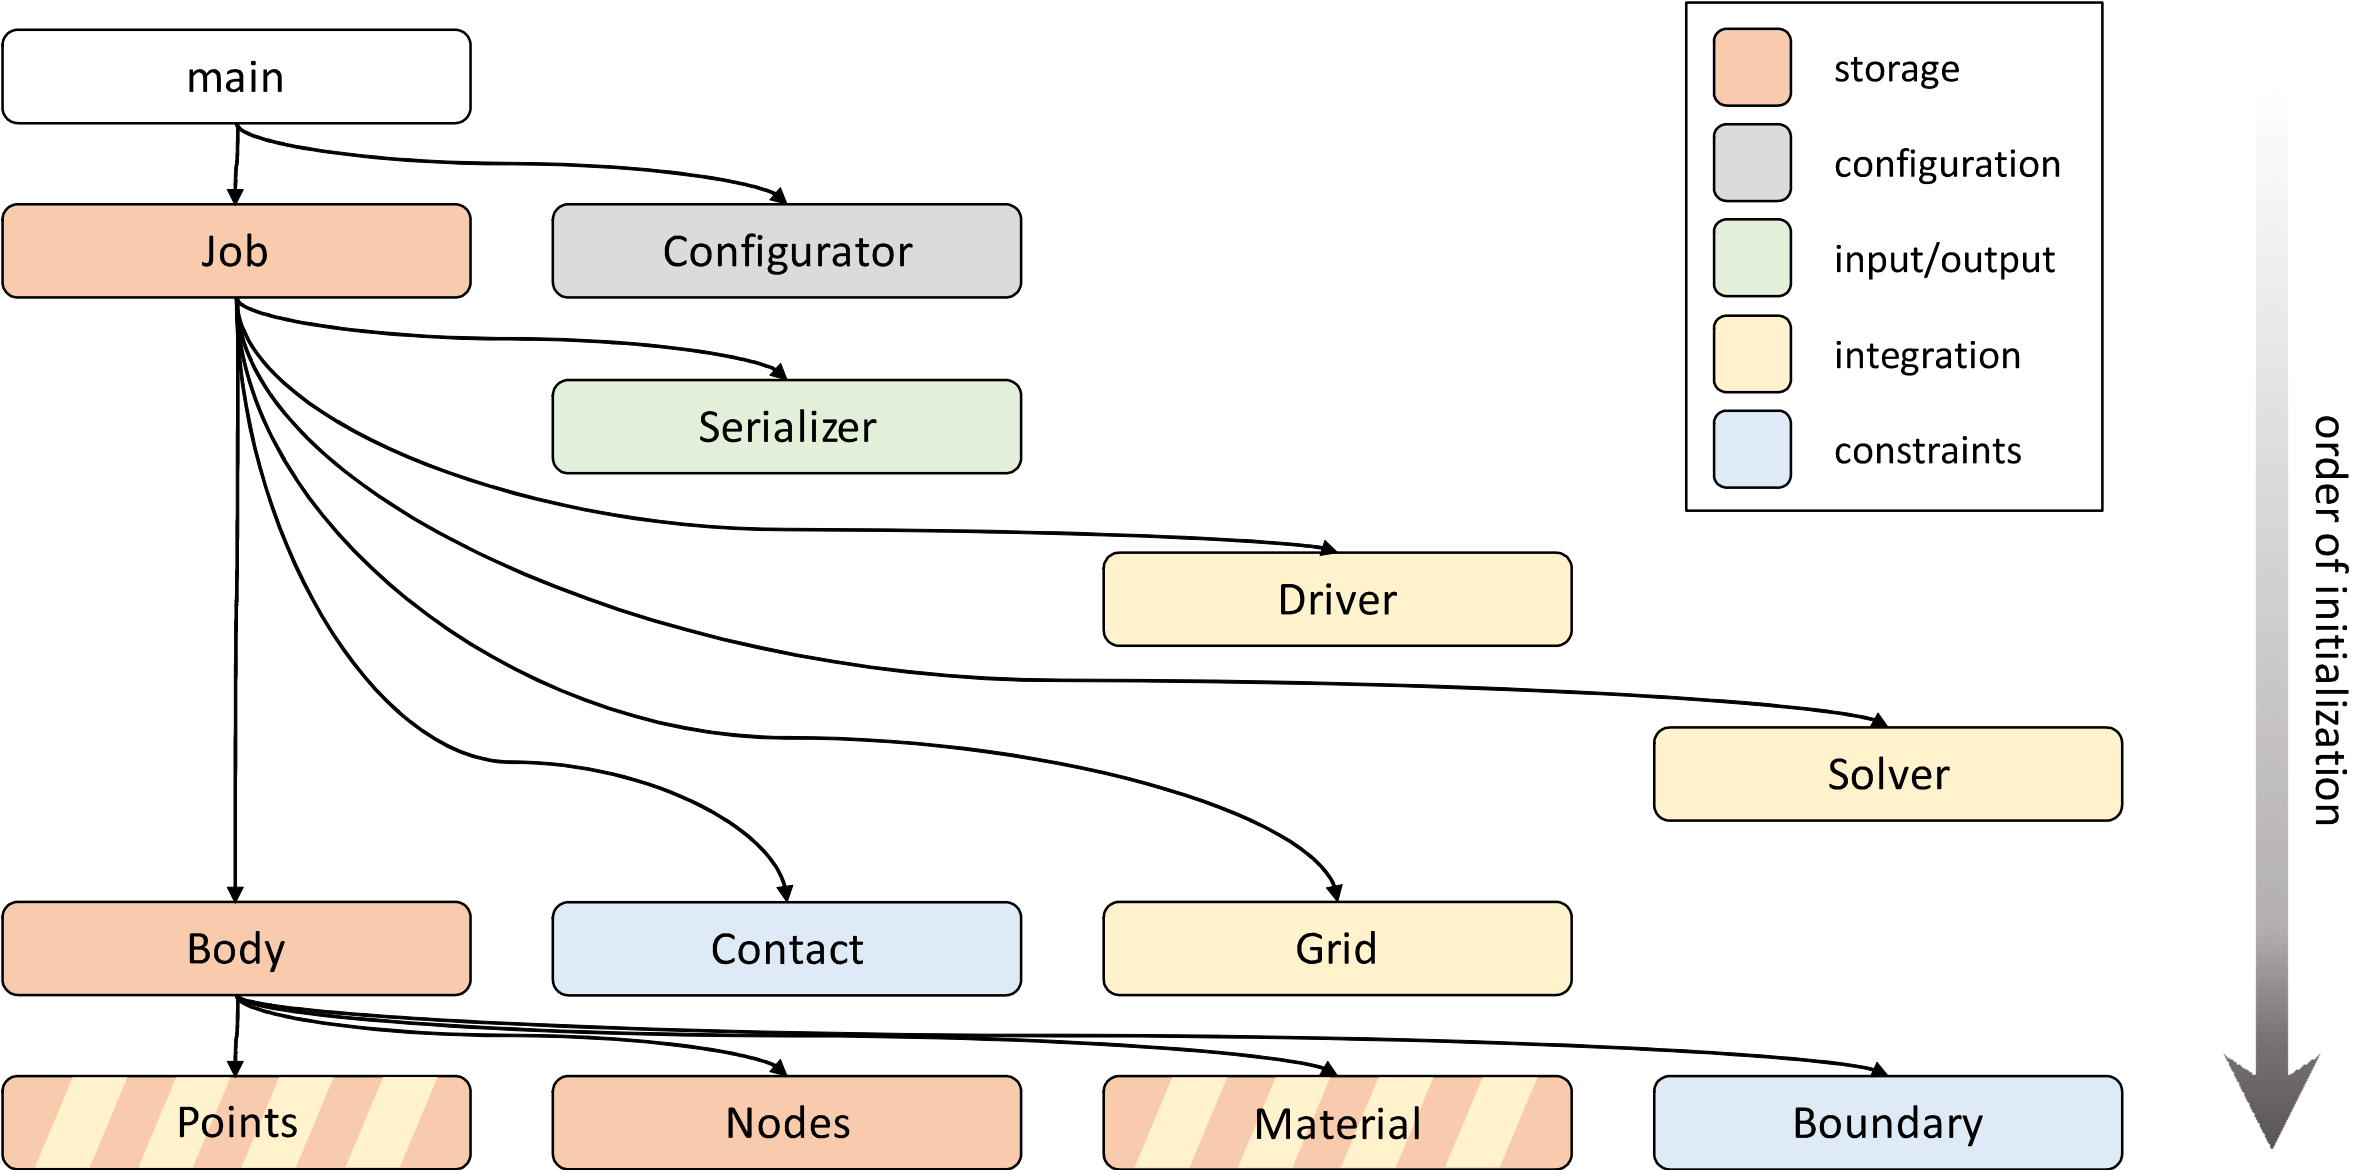 main
Job
Configurator
Serializer
Driver
Solver
Body
Contact
Grid
Points
Nodes
Material
Boundary
storage
configuration
input/output
integration
constraints
order of initialization